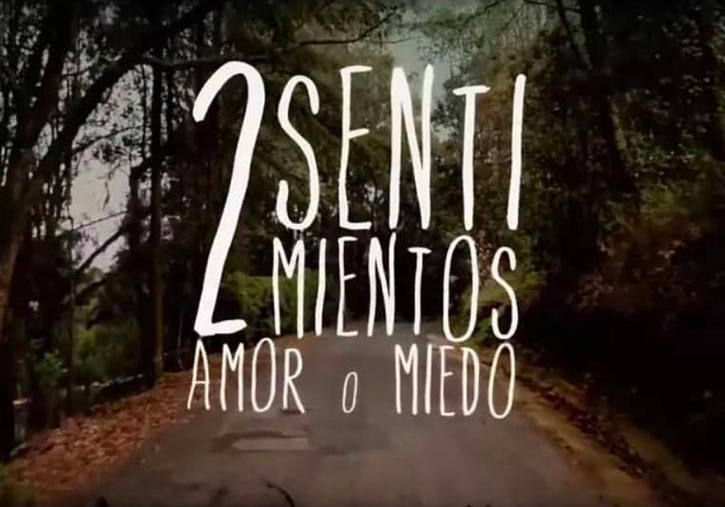 2 SENTI
MIENTOS
AMOR O MIEDO